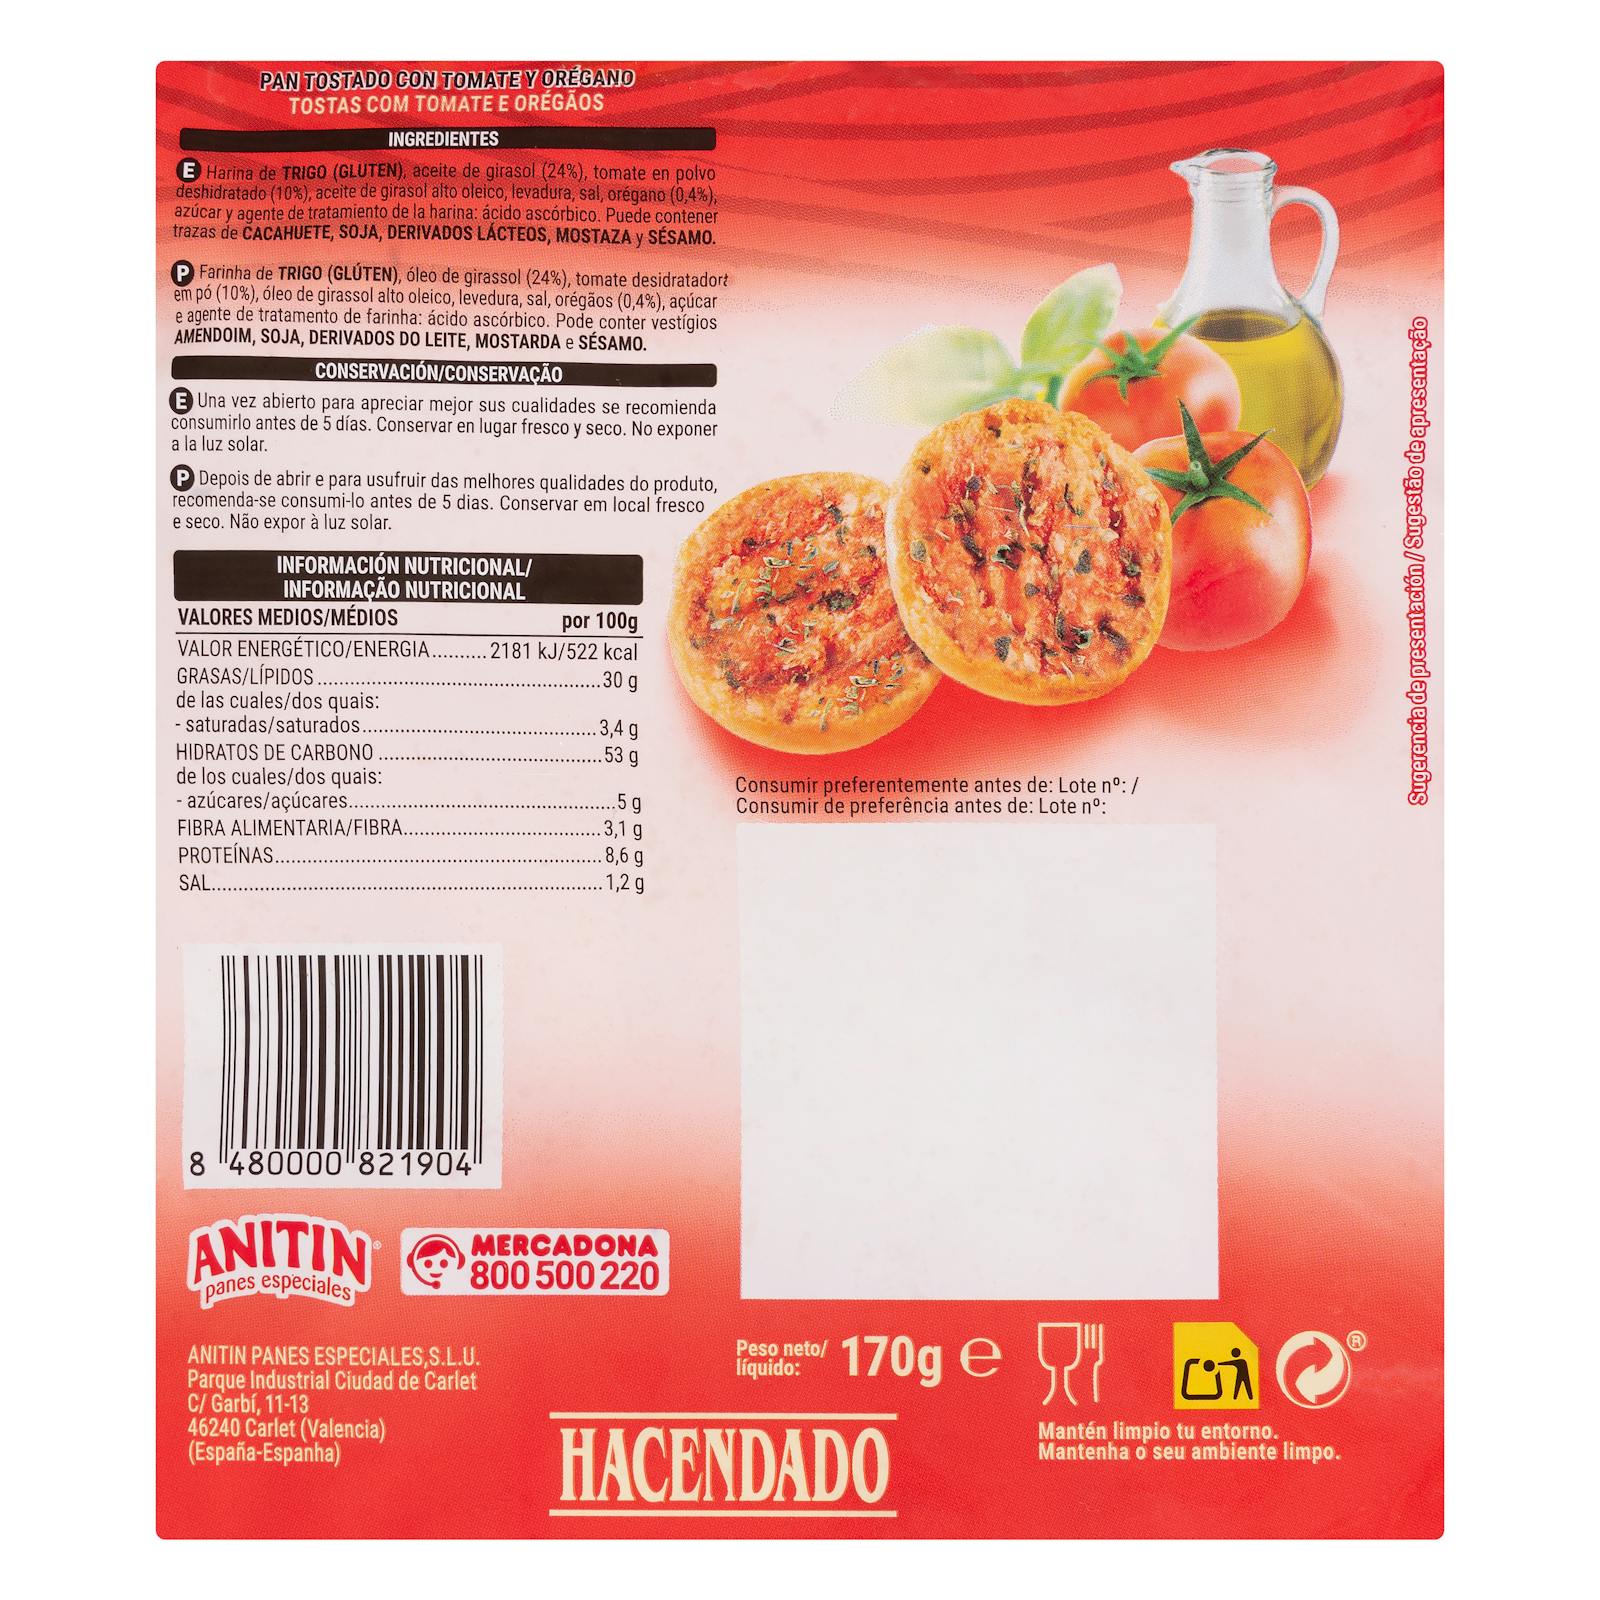 PAN TOSTADO CON TOMATE Y ORÉGANO
TOSTAS COM TOMATE E ORÉGÃOS
INGREDIENTES
E Harina de TRIGO (GLUTEN), aceite de girasol (24%), tomate en polvo
deshidratado (10%), aceite de girasol alto oleico, levadura, sal, orégano (0,4%),
azúcar y agente de tratamiento de la harina: ácido ascórbico. Puede contener
trazas de CACAHUETE, SOJA, DERIVADOS LÁCTEOS, MOSTAZA y SÉSAMO.
P Farinha de TRIGO (GLÚTEN), óleo de girassol (24%), tomate desidratadort
em pó (10%), óleo de girassol alto oleico, levedura, sal, orégãos (0,4%), açúcar
e agente de tratamento de farinha: ácido ascórbico. Pode conter vestígios
AMENDOIM, SOJA, DERIVADOS DO LEITE, MOSTARDA e SÉSAMO.
CONSERVACIÓN/CONSERVAÇÃO
E Una vez abierto para apreciar mejor sus cualidades se recomienda
consumirlo antes de 5 días. Conservar en lugar fresco y seco. No exponer
a la luz solar.
P Depois de abrir e para usufruir das melhores qualidades do produto,
recomenda-se consumi-lo antes de 5 dias. Conservar em local fresco
e seco. Não expor à luz solar.
INFORMACIÓN NUTRICIONAL/
INFORMAÇÃO NUTRICIONAL
VALORES MEDIOS/MÉDIOS por 100g
VALOR ENERGÉTICO/ENERGIA.......... 2181 kJ/522 kcal
GRASAS/LÍPIDOS..........30 g
de las cuales/dos quais:
- saturadas/saturados..........3,4 g
HIDRATOS DE CARBONO ..........53 g
de los cuales/dos quais:
- azúcares/açúcares..........5 g
FIBRA ALIMENTARIA/FIBRA..........3,1 g
PROTEÍNAS..........8,6 g
SAL..........1,2 g
Sugerencia de presentación / Sugestão de apresentação
Consumir preferentemente antes de: Lote nº: /
Consumir de preferência antes de: Lote nº:
8 480000 821904
ANITIN®
panes especiales
MERCADONA
800 500 220
ANITIN PANES ESPECIALES,S.L.U.
Parque Industrial Ciudad de Carlet
C/ Garbí, 11-13
46240 Carlet (Valencia)
(España-Espanha)
Peso neto/
líquido: 170g ℮
®
Mantén limpio tu entorno.
Mantenha o seu ambiente limpo.
HACENDADO